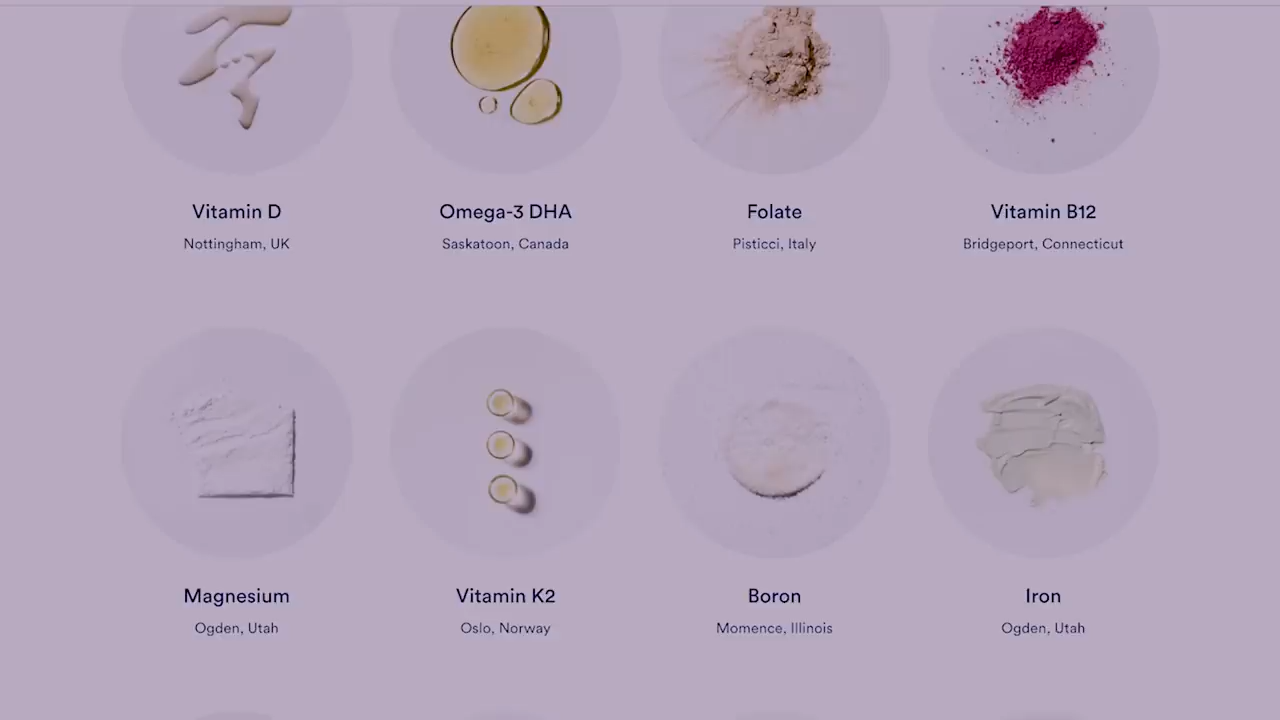 Vitamin D
Nottingham, UK
Omega-3 DHA
Saskatoon, Canada
Folate
Pisticci, Italy
Vitamin B12
Bridgeport, Connecticut
Magnesium
Ogden, Utah
Vitamin K2
Oslo, Norway
Boron
Momence, Illinois
Iron
Ogden, Utah